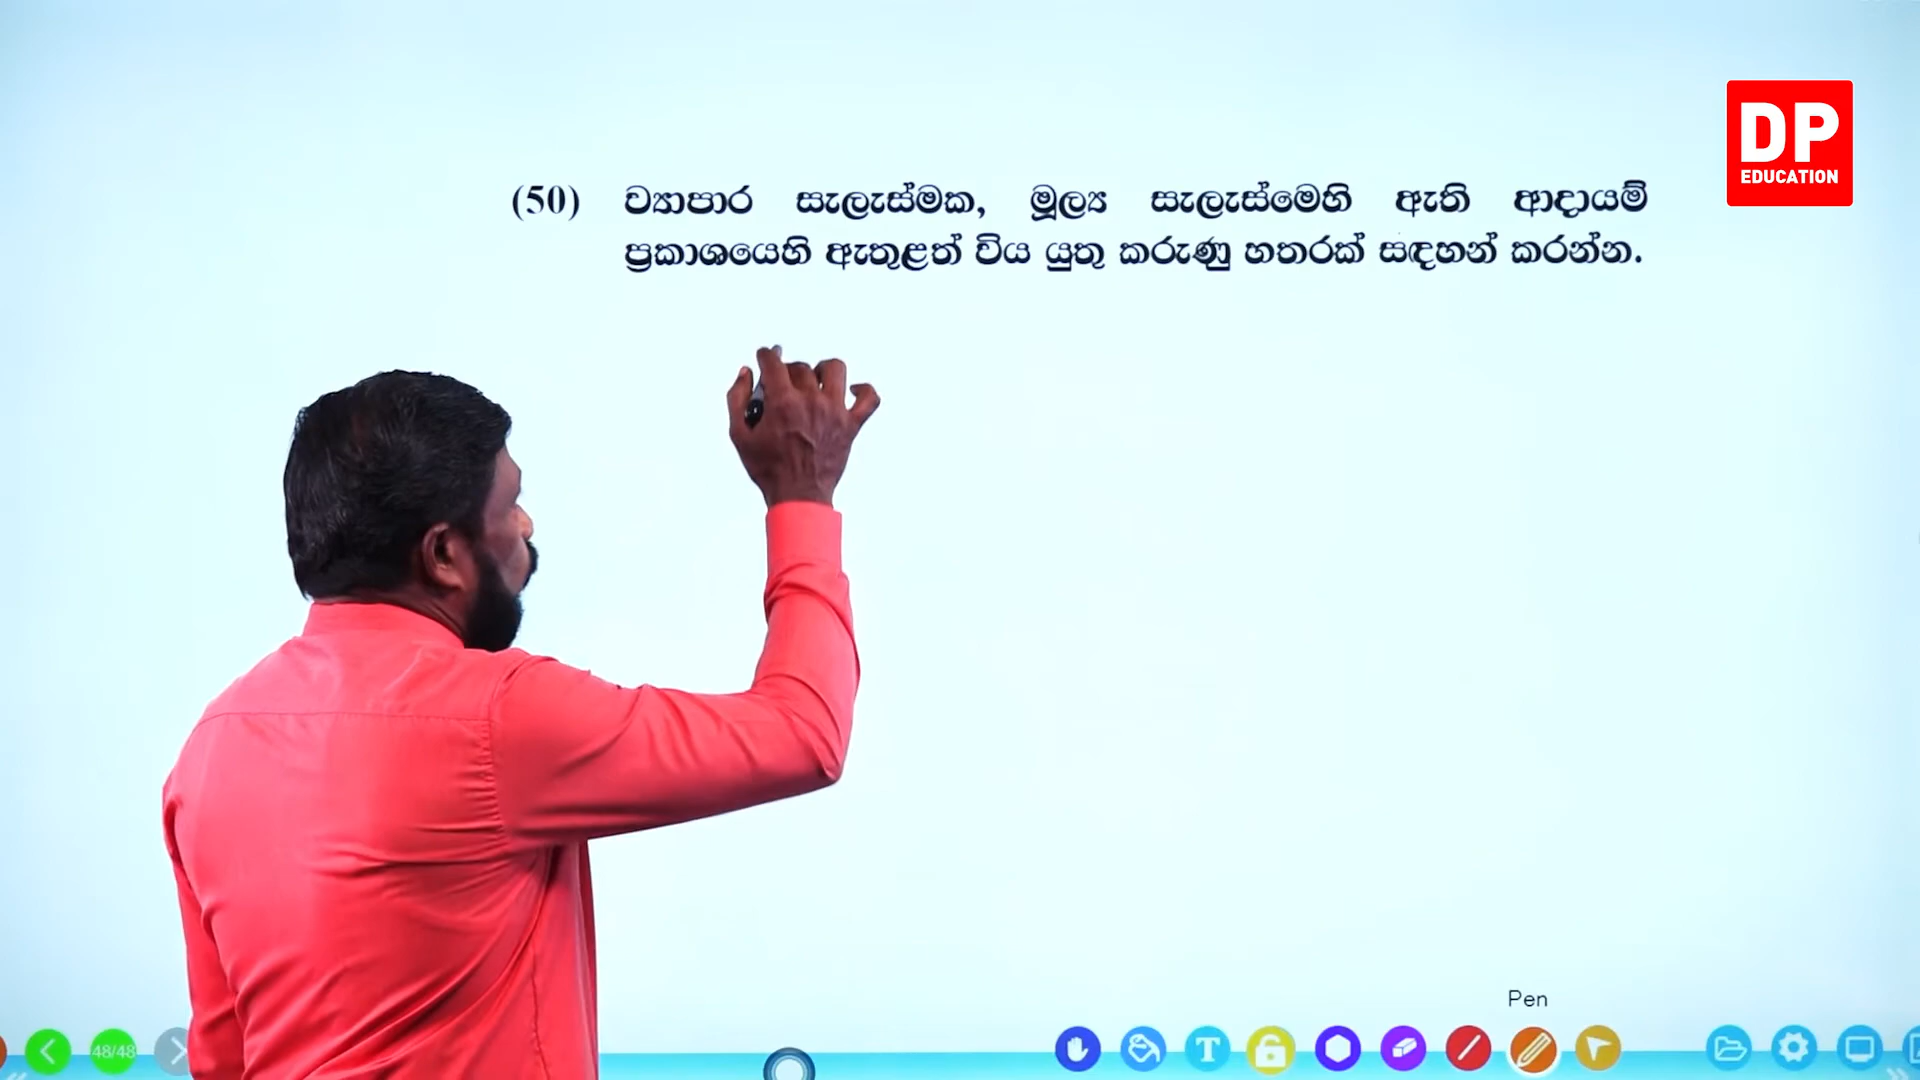 DP
EDUCATION
(50) ව්‍යාපාර සැලැස්මක, මූල්‍ය සැලැස්මෙහි ඇති ආදායම්
ප්‍රකාශයෙහි ඇතුළත් විය යුතු කරුණු හතරක් සඳහන් කරන්න.
Pen
48/48
T